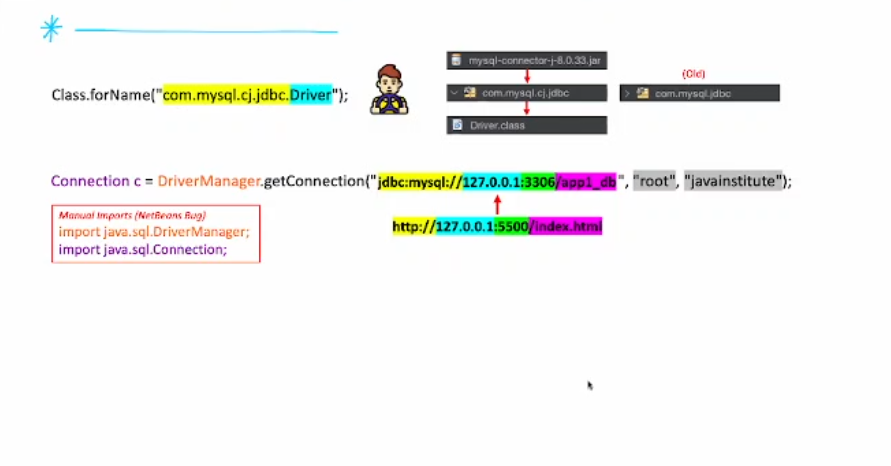 Class.forName("com.mysql.cj.jdbc.Driver");
mysql-connector-j-8.0.33.jar
com.mysql.cj.jdbc
Driver.class
(Old)
com.mysql.jdbc
Connection c = DriverManager.getConnection("jdbc:mysql://127.0.0.1:3306/app1_db", "root", "javainstitute");
http://127.0.0.1:5500/index.html
Manual Imports (NetBeans Bug)
import java.sql.DriverManager;
import java.sql.Connection;